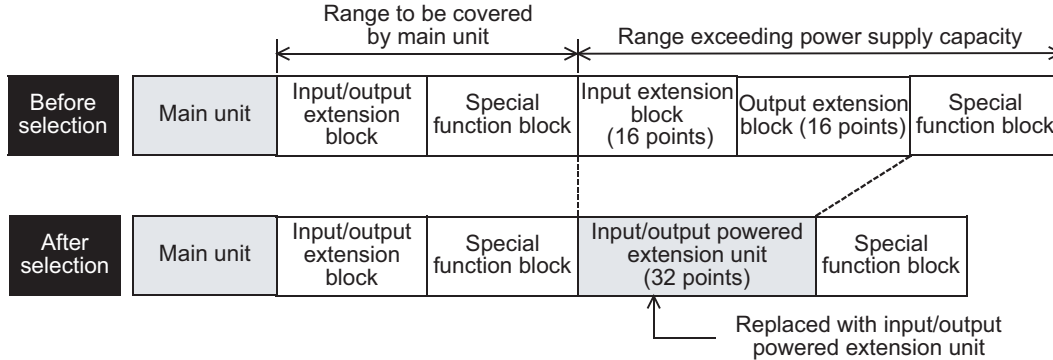 Range to be covered
by main unit
Range exceeding power supply capacity
Before
selection
Main unit
Input/output
extension
block
Special
function block
Input extension
block
(16 points)
Output extension
block (16 points)
Special
function block
After
selection
Main unit
Input/output
extension
block
Special
function block
Input/output powered
extension unit
(32 points)
Special
function block
Replaced with input/output
powered extension unit